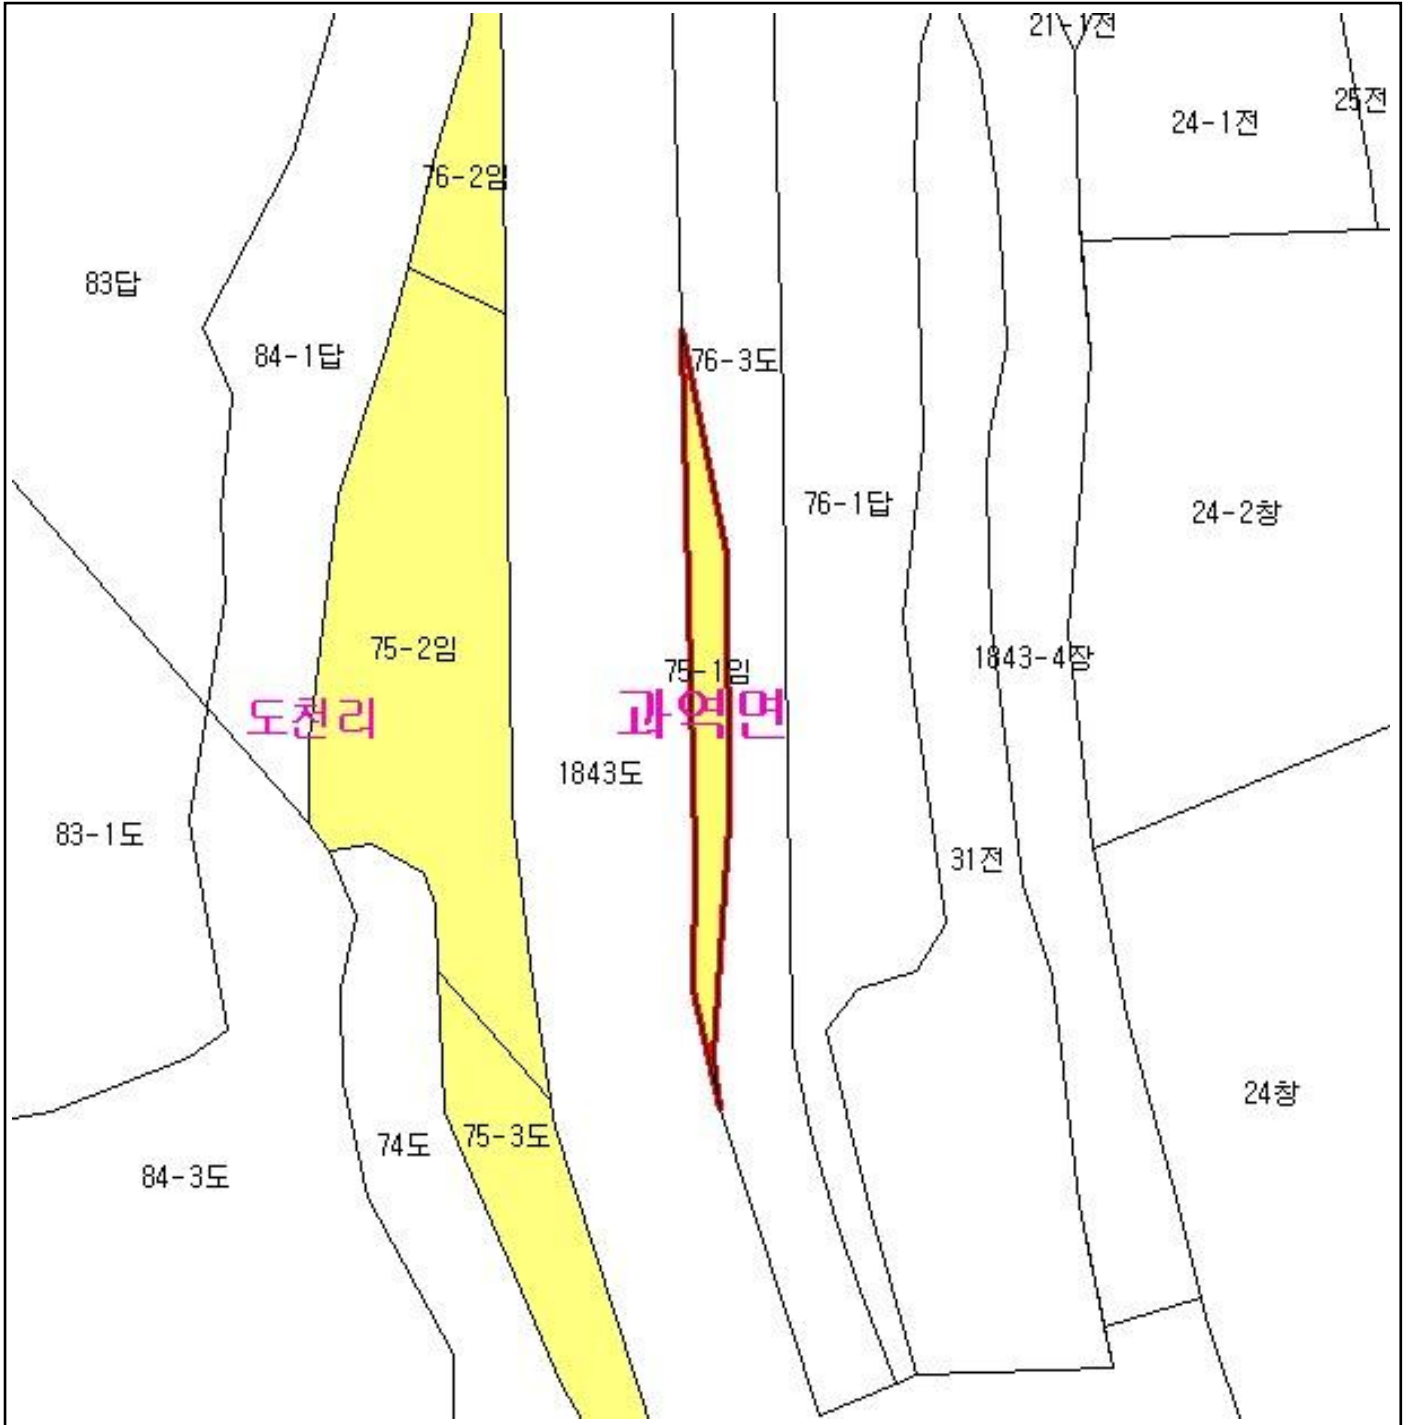 21-1전
25전
24-1전
76-2임
83답
84-1답
76-3도
76-1답
24-2창
75-2임
1843-4장
75-1임
도천리
과역면
1843도
83-1도
31전
24창
75-3도
74도
84-3도